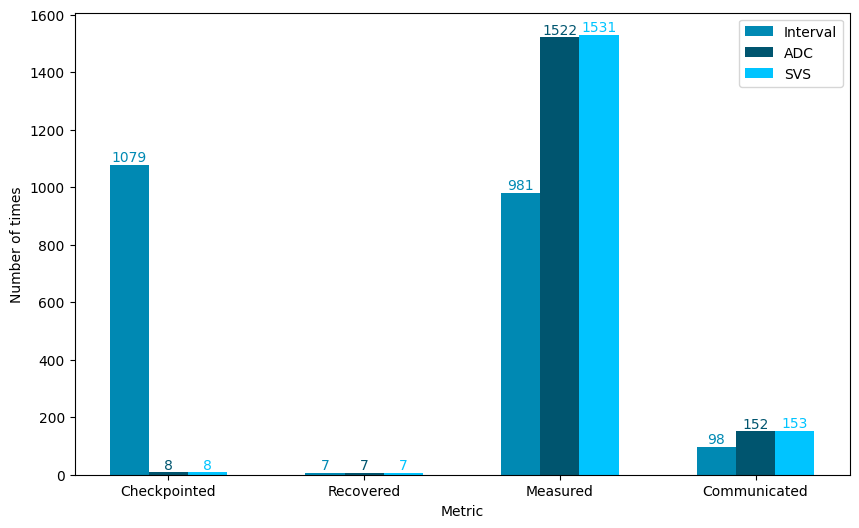 1600
1400
1200
1000
800
600
400
200
0
Number of times
1079
8
8
7
7
7
981
1522
1531
98
152
153
Interval
ADC
SVS
Checkpointed
Recovered
Measured
Communicated
Metric